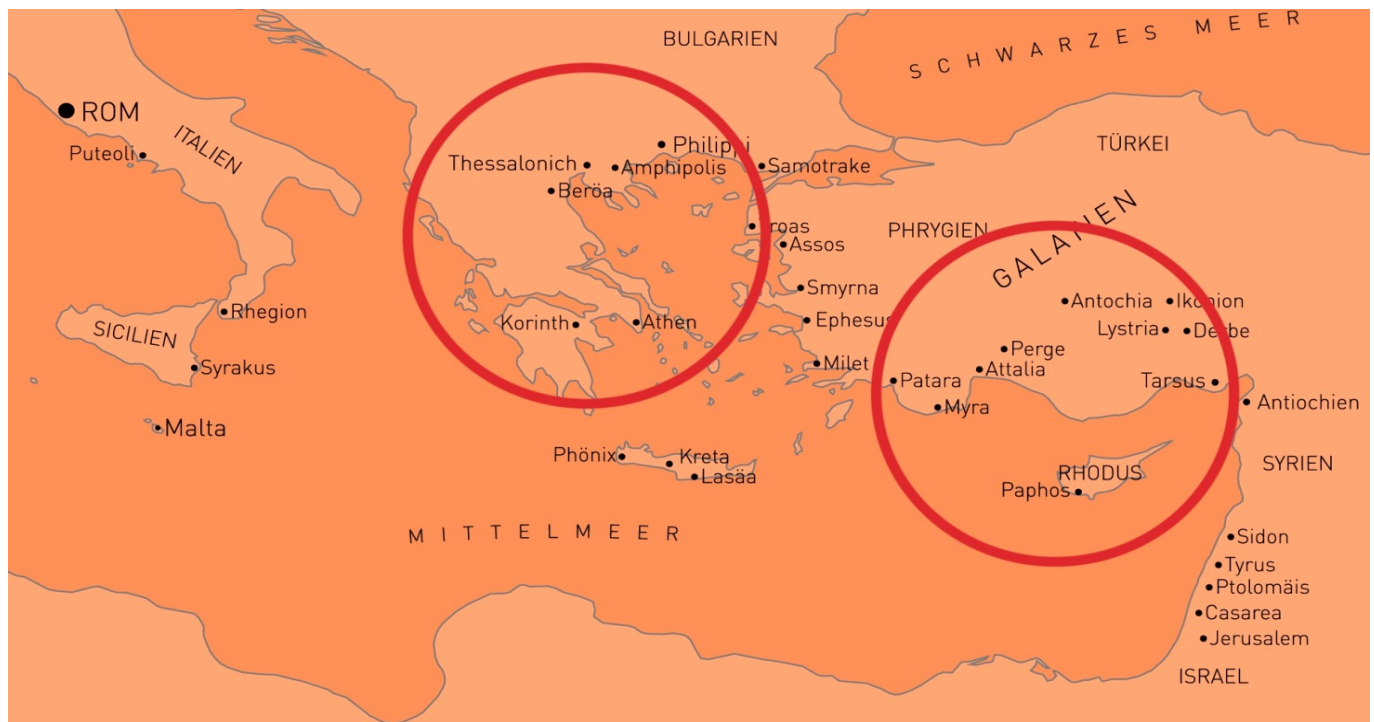 BULGARIEN
SCHWARZES MEER
ROM
ITALIEN
TÜRKEI
Puteoli
Philippi
Thessalonich
Amphipolis
Samotrake
Beröa
GALATIEN
Troas
PHRYGIEN
Assos
Smyrna
Antochia
Ikonion
Rhegion
Ephesus
Korinth
Athen
SICILIEN
Lystria
Derbe
Perge
Milet
Attalia
Syrakus
Patara
Tarsus
Myra
Antiochien
Malta
Phönix
Kreta
Lasäa
SYRIEN
RHODUS
Paphos
MITTELMEER
Sidon
Tyrus
Ptolomäis
Casarea
Jerusalem
ISRAEL